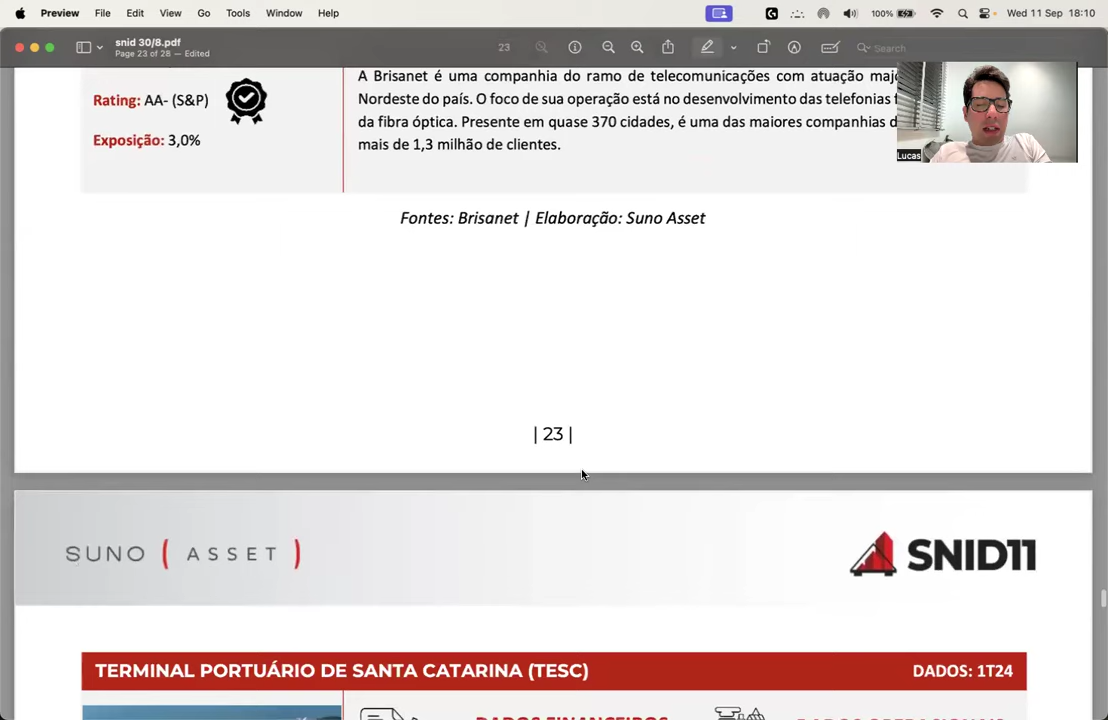 Preview File Edit View Go Tools Window Help 100% Wed 11 Sep 18:10
snid 30/8.pdf
Page 23 of 28 — Edited
23
Search
Rating: AA- (S&P)
Exposição: 3,0%
A Brisanet é uma companhia do ramo de telecomunicações com atuação
Nordeste do país. O foco de sua operação está no desenvolvimento das telefonias
da fibra óptica. Presente em quase 370 cidades, é uma das maiores companhias
mais de 1,3 milhão de clientes.
Lucas
Fontes: Brisanet | Elaboração: Suno Asset
| 23 |
SUNO ( ASSET )
SNID11
TERMINAL PORTUÁRIO DE SANTA CATARINA (TESC)
DADOS: 1T24
DADOS FINANCEIROS